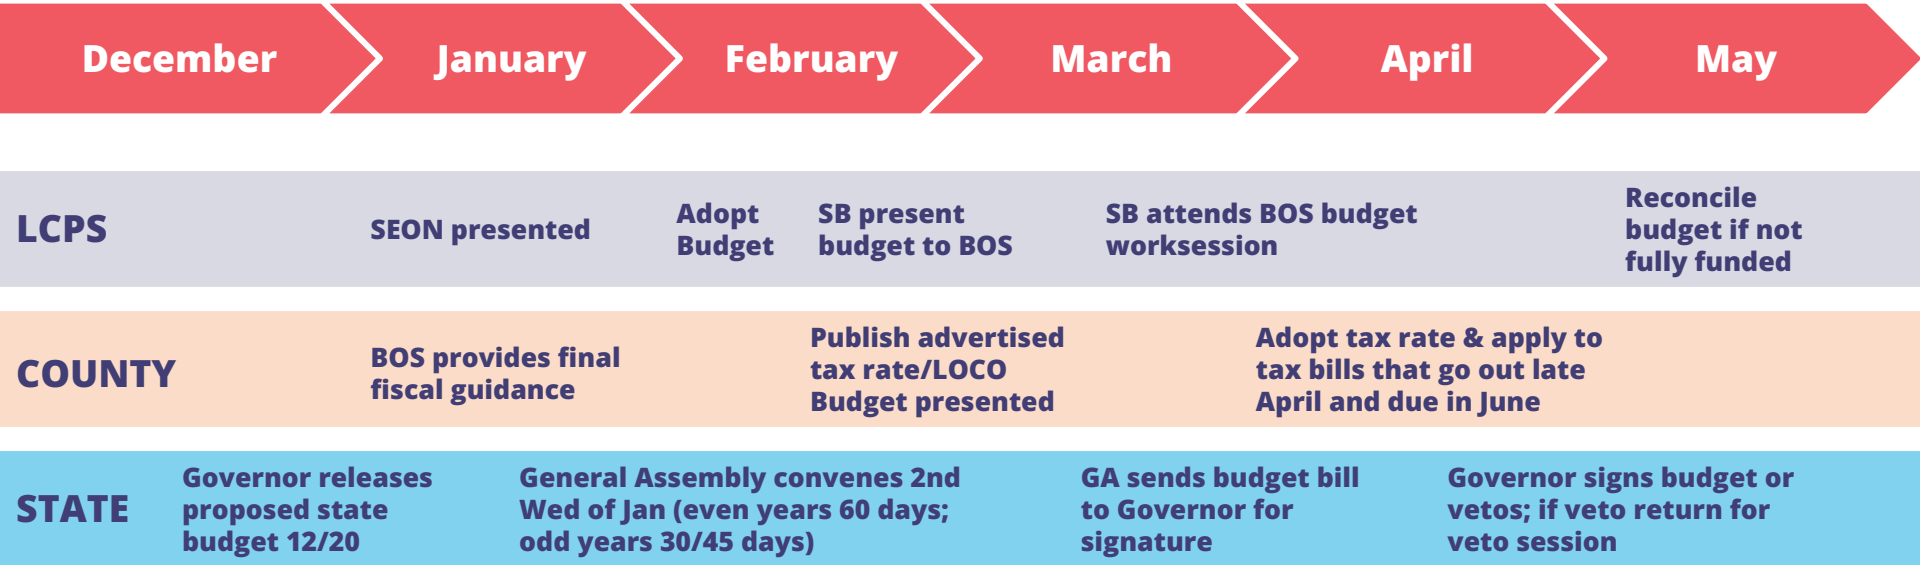 December
January
February
March
April
May
LCPS
SEON presented
Adopt
Budget
SB present
budget to BOS
SB attends BOS budget
worksession
Reconcile
budget if not
fully funded
COUNTY
BOS provides final
fiscal guidance
Publish advertised
tax rate/LOCO
Budget presented
Adopt tax rate & apply to
tax bills that go out late
April and due in June
STATE
Governor releases
proposed state
budget 12/20
General Assembly convenes 2nd
Wed of Jan (even years 60 days;
odd years 30/45 days)
GA sends budget bill
to Governor for
signature
Governor signs budget or
vetos; if veto return for
veto session